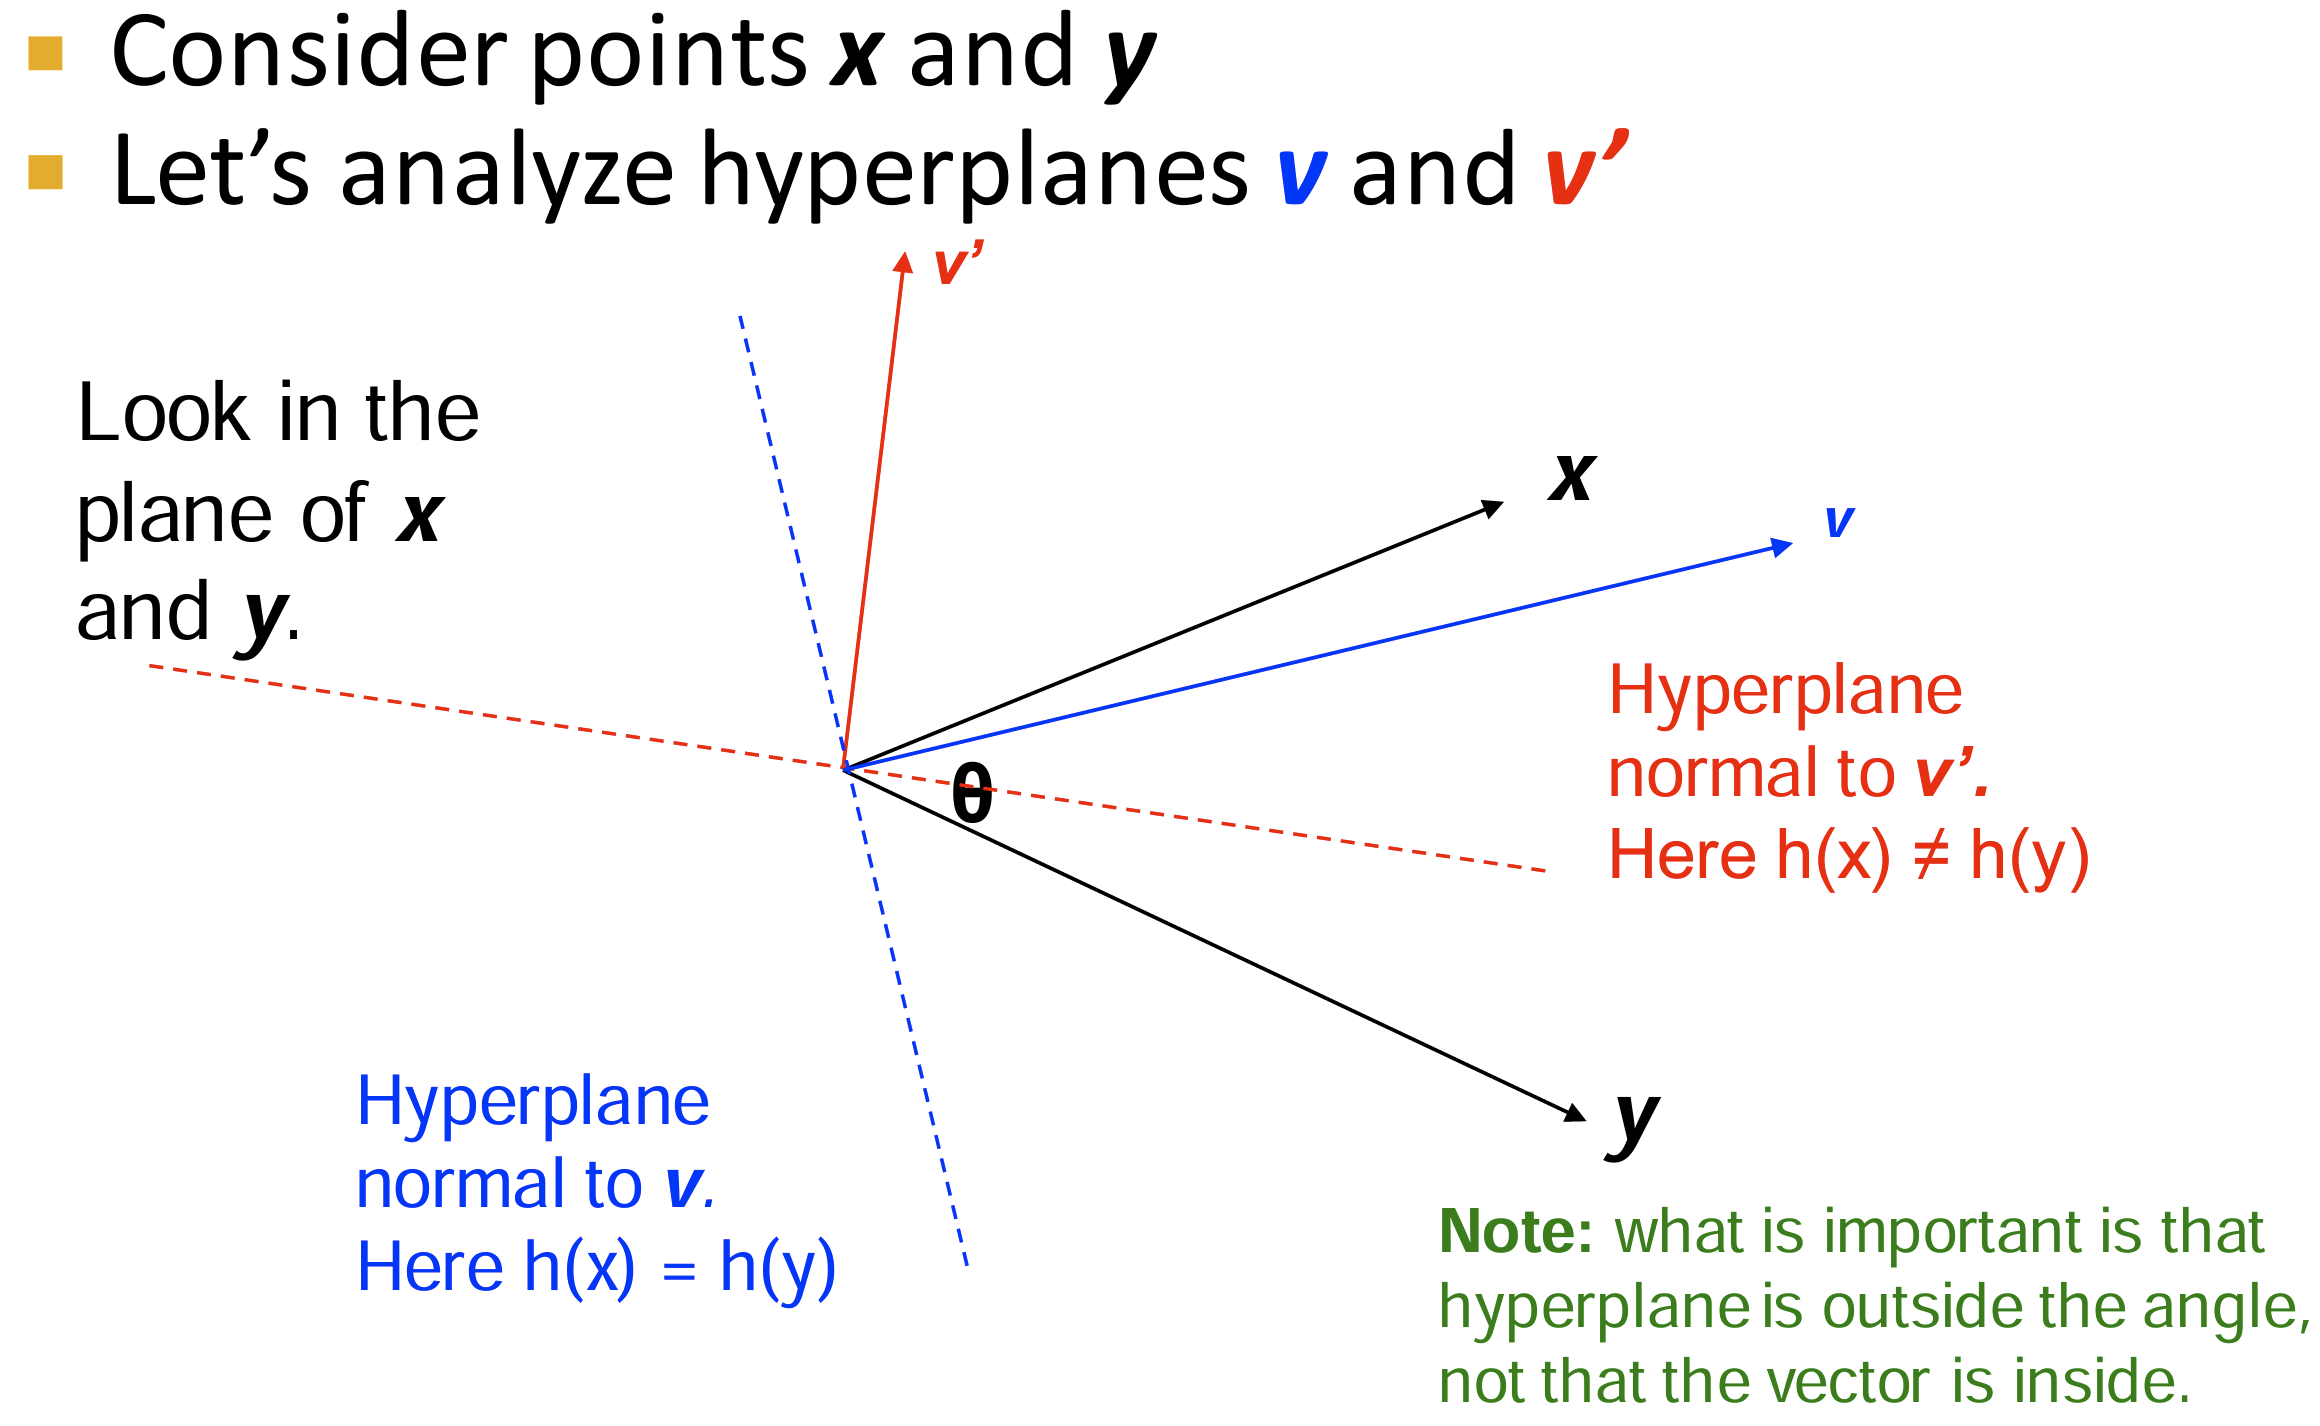 Consider points x and y
Let’s analyze hyperplanes v and v’
v’
Look in the
plane of x
and y.
x
v
θ
Hyperplane
normal to v’.
Here h(x) ≠ h(y)
Hyperplane
normal to v.
Here h(x) = h(y)
y
Note: what is important is that
hyperplane is outside the angle,
not that the vector is inside.